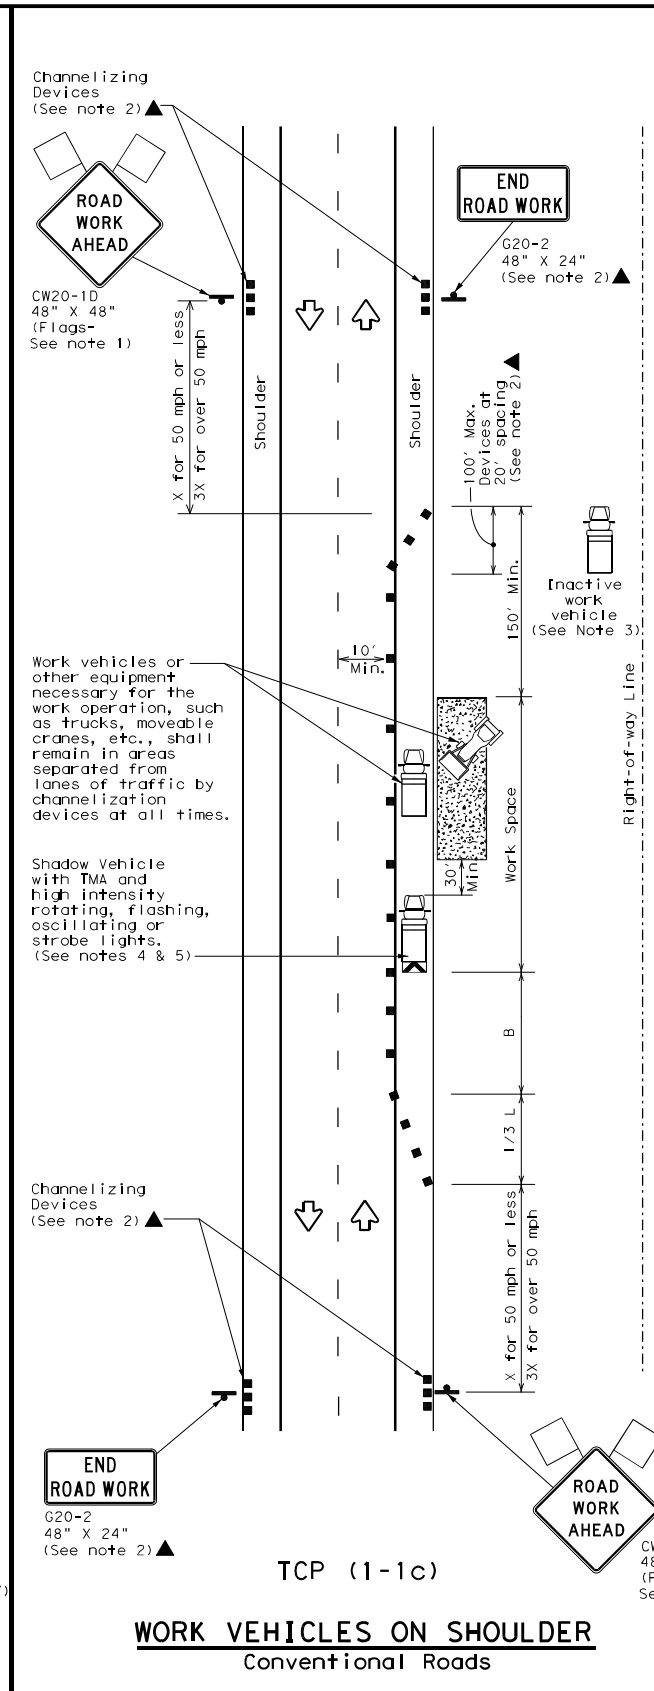 Channelizing
Devices
(See note 2)
ROAD
WORK
AHEAD
CW20-1D
48" X 48"
(Flags-
See note 1)
END
ROAD WORK
G20-2
48" X 24"
(See note 2)
X for 50 mph or less
3X for over 50 mph
Shoulder
Shoulder
100' Max.
Devices at
20' spacing
(See note 2)
150' Min.
Inactive
work
vehicle
(See Note 3)
10'
Min.
Right-of-way Line
Work vehicles or
other equipment
necessary for the
work operation, such
as trucks, moveable
cranes, etc., shall
remain in areas
separated from
lanes of traffic by
channelization
devices at all times.
Work Space
30'
Min.
Shadow Vehicle
with TMA and
high intensity
rotating, flashing,
oscillating or
strobe lights.
(See notes 4 & 5)
B
1/3 L
Channelizing
Devices
(See note 2)
X for 50 mph or less
3X for over 50 mph
END
ROAD WORK
G20-2
48" X 24"
(See note 2)
ROAD
WORK
AHEAD
TCP (1-1c)
WORK VEHICLES ON SHOULDER
Conventional Roads